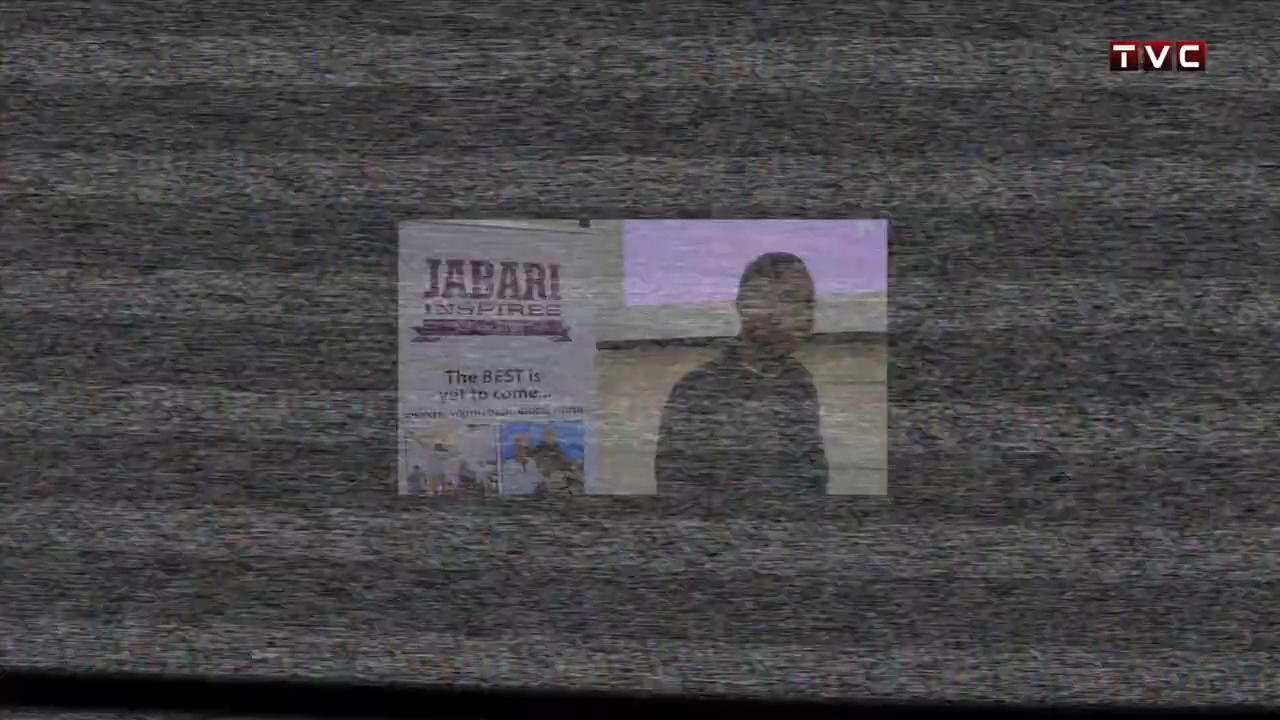 TVC
JABARI
INSPIRES
The BEST is
yet to come...